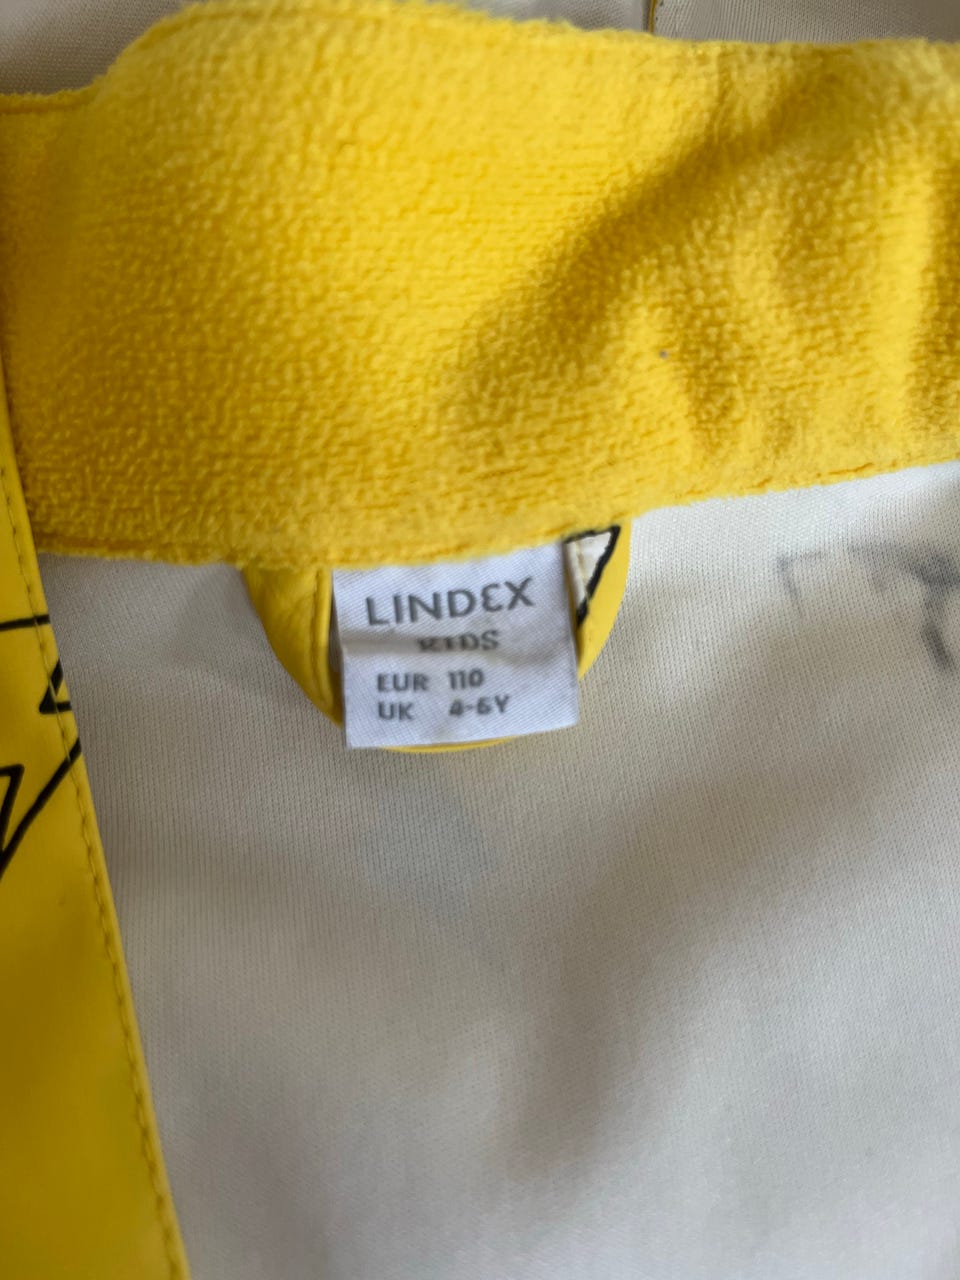 LINDEX
KIDS
EUR 110
UK 4-6Y